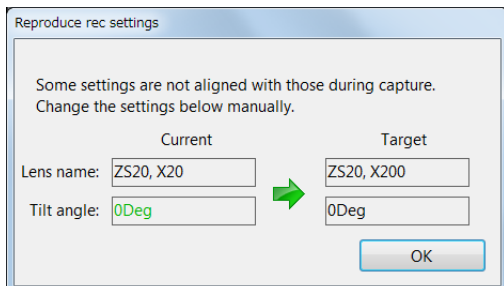 Reproduce rec settings
Some settings are not aligned with those during capture.
Change the settings below manually.
Current Target
Lens name: ZS20, X20 ZS20, X200
Tilt angle: 0Deg 0Deg
OK